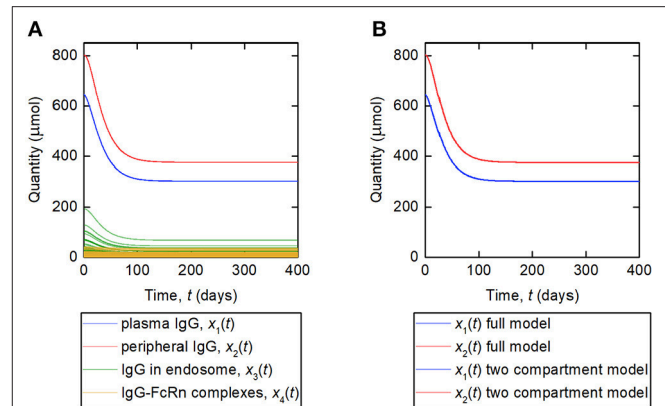 A
800
600
400
200
0
Quantity (μmol)
0 100 200 300 400
Time, t (days)
plasma IgG, x1(t)
peripheral IgG, x2(t)
IgG in endosome, x3(t)
IgG-FcRn complexes, x4(t)
B
800
600
400
200
0
Quantity (μmol)
0 100 200 300 400
Time, t (days)
x1(t) full model
x2(t) full model
x1(t) two compartment model
x2(t) two compartment model